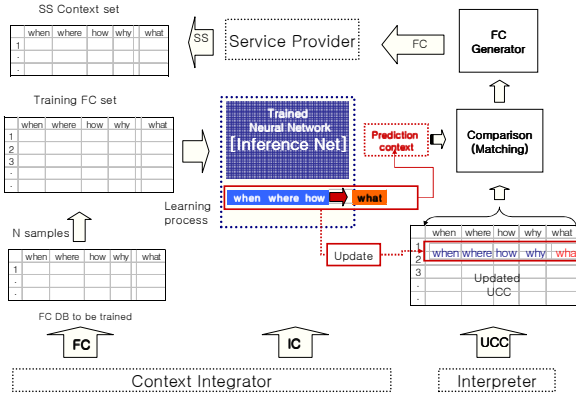 SS Context set
when where how why what
1
.
.
SS
Service Provider
FC
FC
Generator
Training FC set
when where how why what
1
2
3
.
.
Trained
Neural Network
[Inference Net]
Prediction
context
Comparison
(Matching)
when where how what
Learning
process
N samples
Update
when where how why what
1
.
.
when where how why what
1
2 when where how why what
3
.
.
Updated
UCC
FC DB to be trained
FC
IC
UCC
Context Integrator
Interpreter